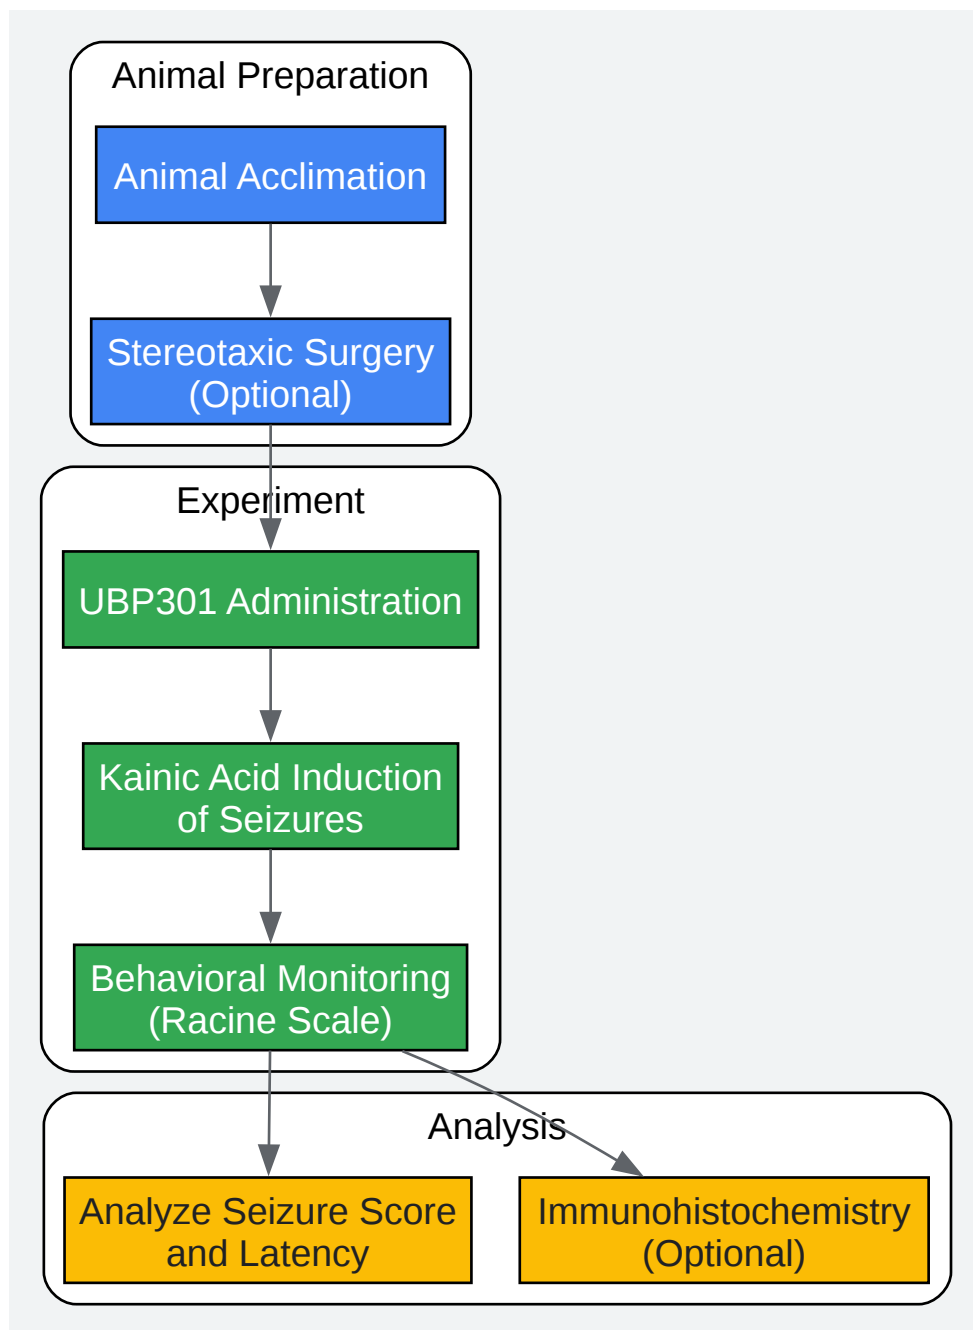 Animal Preparation
Animal Acclimation
Stereotaxic Surgery
(Optional)
Experiment
UBP301 Administration
Kainic Acid Induction
of Seizures
Behavioral Monitoring
(Racine Scale)
Analysis
Analyze Seizure Score
and Latency
Immunohistochemistry
(Optional)